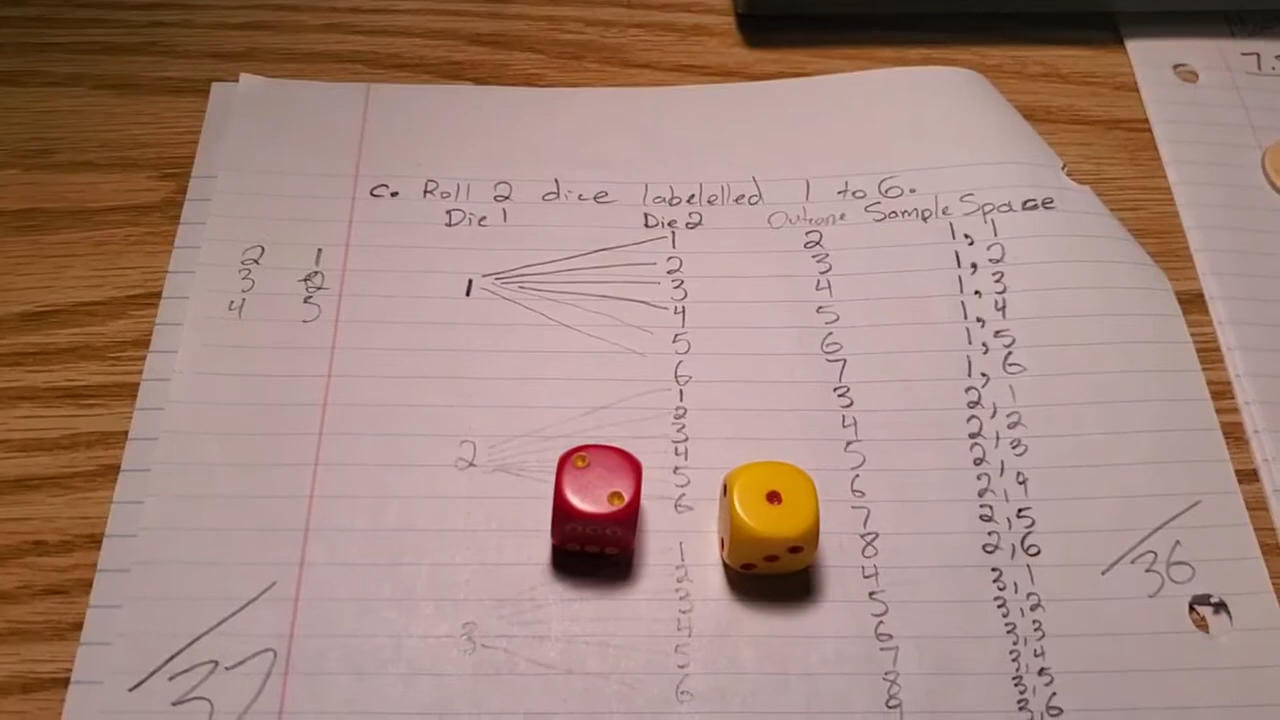 7.
c. Roll 2 dice labelelled 1 to 6.
Die 1 Die 2 Outcome Sample Space
1 2 1, 1
2 1 2 3 1, 2
3 2 1 3 4 1, 3
4 5 4 5 1, 4
5 6 1, 5
6 7 1, 6
1 3 2, 1
2 4 2, 2
2 3 5 2, 3
4 6 2, 4
5 7 2, 5
6 8 2, 6
1 4 3, 1
2 5 3, 2
3 6 3, 3
3 4 7 3, 4
5 8 3, 5
6 9 3, 6
/36
/37